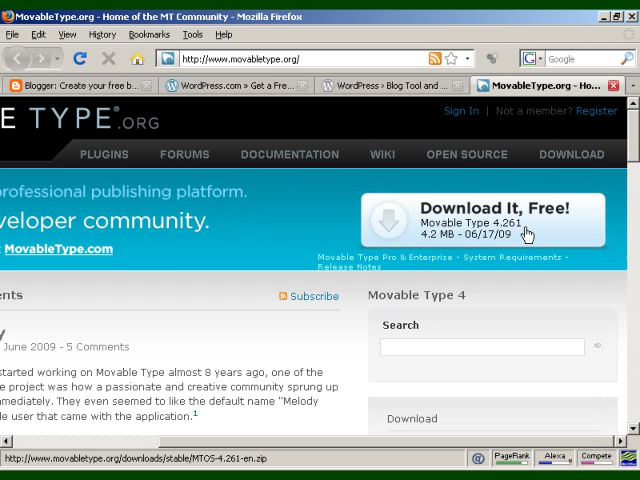 MovableType.org - Home of the MT Community - Mozilla Firefox
File Edit View History Bookmarks Tools Help
http://www.movabletype.org/
G Google
Blogger: Create your free b...
WordPress.com » Get a Fre...
WordPress › Blog Tool and ...
MovableType.org - Ho...
E TYPE®.ORG
Sign In | Not a member? Register
PLUGINS FORUMS DOCUMENTATION WIKI OPEN SOURCE DOWNLOAD
professional publishing platform.
veloper community.
MovableType.com
Download It, Free!
Movable Type 4.261
4.2 MB - 06/17/09
Movable Type Pro & Enterprise - System Requirements -
Release Notes
ents
Subscribe
y
June 2009 - 5 Comments
started working on Movable Type almost 8 years ago, one of the
e project was how a passionate and creative community sprung up
mediately. They even seemed to like the default name "Melody
le user that came with the application.1
Movable Type 4
Search
Download
http://www.movabletype.org/downloads/stable/MTOS-4.261-en.zip
@ PageRank Alexa Compete